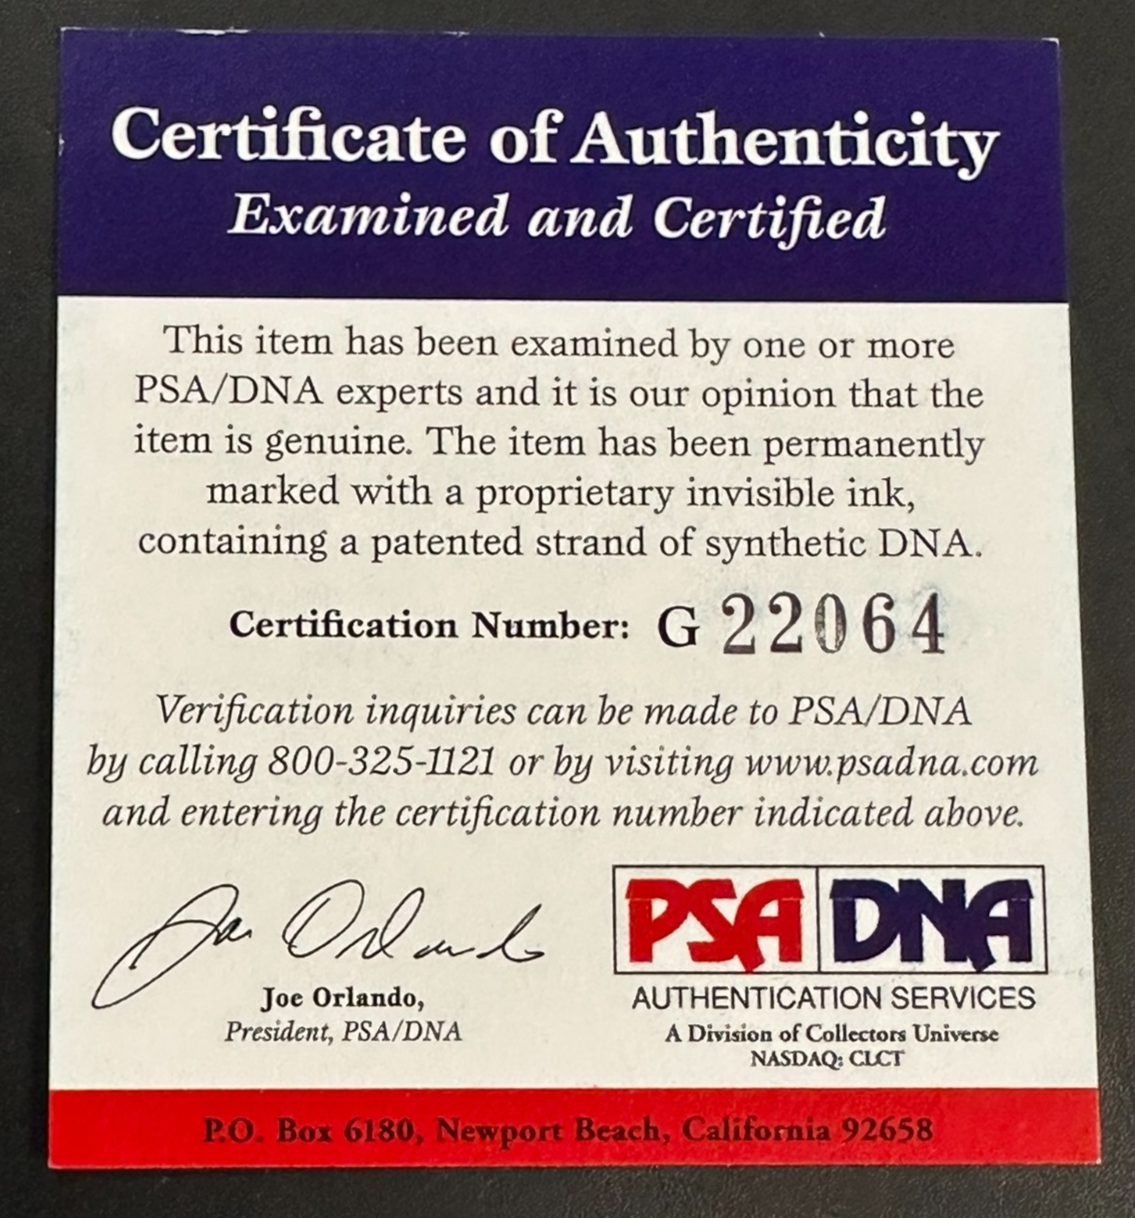 Certificate of Authenticity
Examined and Certified
This item has been examined by one or more
PSA/DNA experts and it is our opinion that the
item is genuine. The item has been permanently
marked with a proprietary invisible ink,
containing a patented strand of synthetic DNA.
Certification Number: G 22064
Verification inquiries can be made to PSA/DNA
by calling 800-325-1121 or by visiting www.psadna.com
and entering the certification number indicated above.
Joe Orlando
Joe Orlando,
President, PSA/DNA
PSA DNA
AUTHENTICATION SERVICES
A Division of Collectors Universe
NASDAQ: CLCT
P.O. Box 6180, Newport Beach, California 92658